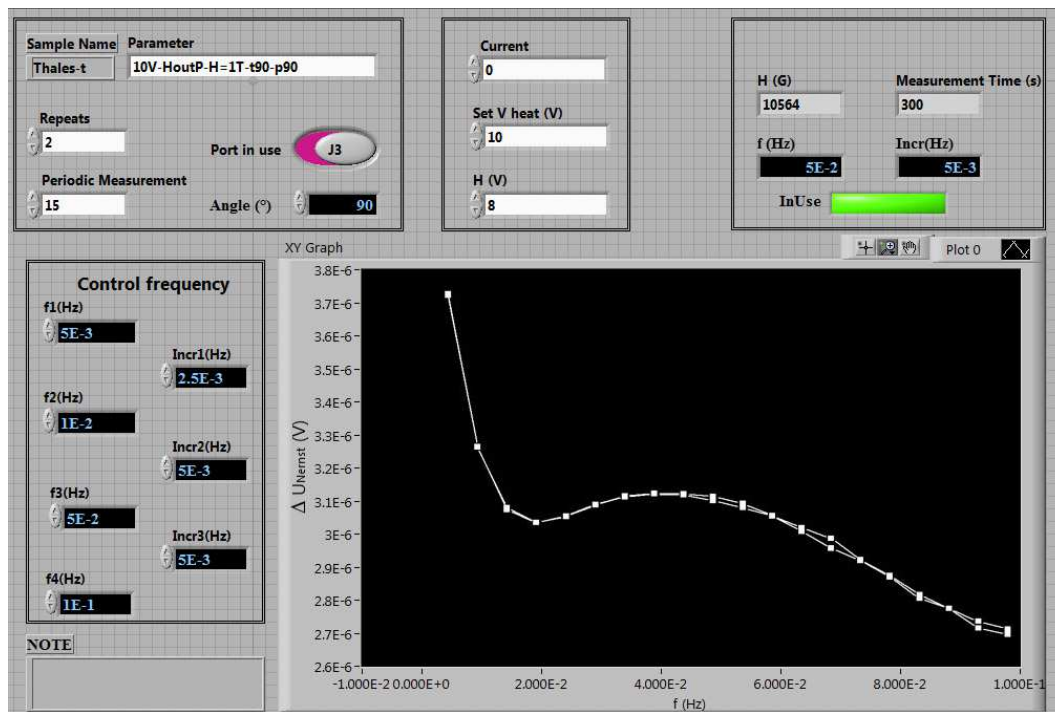 Sample Name Parameter
Thales-t 10V-HoutP-H=1T-t90-p90
Repeats
2
Port in use J3
Periodic Measurement
15
Angle (°) 90
Current
0
Set V heat (V)
10
H (V)
8
H (G) Measurement Time (s)
10564 300
f (Hz) Incr(Hz)
5E-2 5E-3
InUse
Control frequency
f1(Hz)
5E-3
Incr1(Hz)
2.5E-3
f2(Hz)
1E-2
Incr2(Hz)
5E-3
f3(Hz)
5E-2
Incr3(Hz)
5E-3
f4(Hz)
1E-1
NOTE
XY Graph
Plot 0
3.8E-6
3.7E-6
3.6E-6
3.5E-6
3.4E-6
3.3E-6
3.2E-6
3.1E-6
3E-6
2.9E-6
2.8E-6
2.7E-6
2.6E-6
Δ UNernst (V)
-1.000E-2 0.000E+0 2.000E-2 4.000E-2 6.000E-2 8.000E-2 1.000E-1
f (Hz)